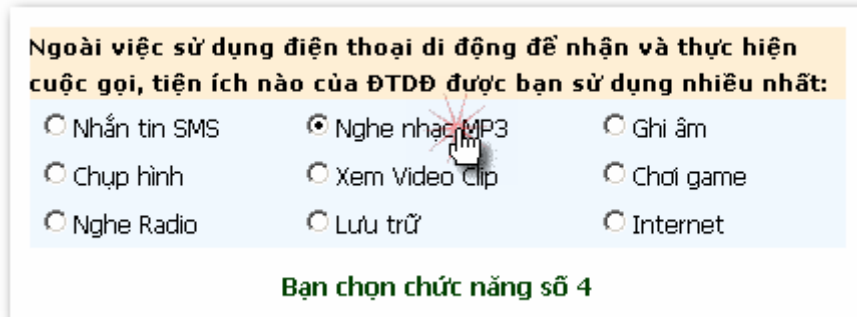 Ngoài việc sử dụng điện thoại di động để nhận và thực hiện
cuộc gọi, tiện ích nào của ĐTDĐ được bạn sử dụng nhiều nhất:
Nhắn tin SMS Nghe nhạc MP3 Ghi âm
Chụp hình Xem Video Clip Chơi game
Nghe Radio Lưu trữ Internet
Bạn chọn chức năng số 4